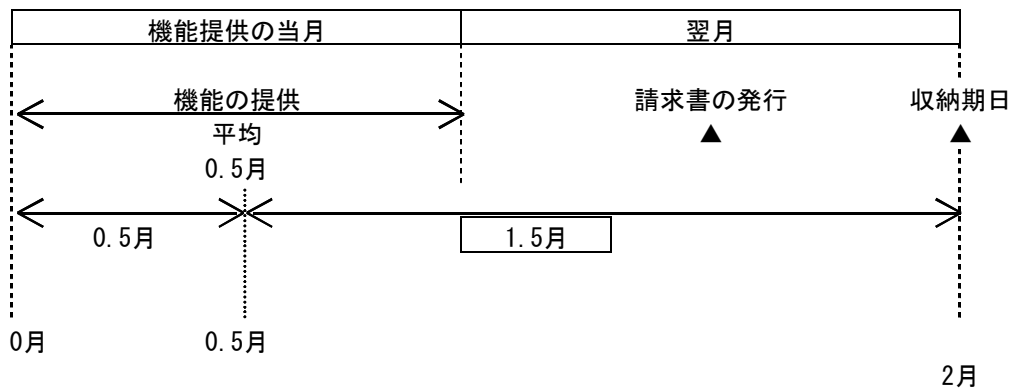 機能提供の当月
翌月
機能の提供
請求書の発行
収納期日
平均
▲
▲
0.5月
0.5月
1.5月
0月
0.5月
2月